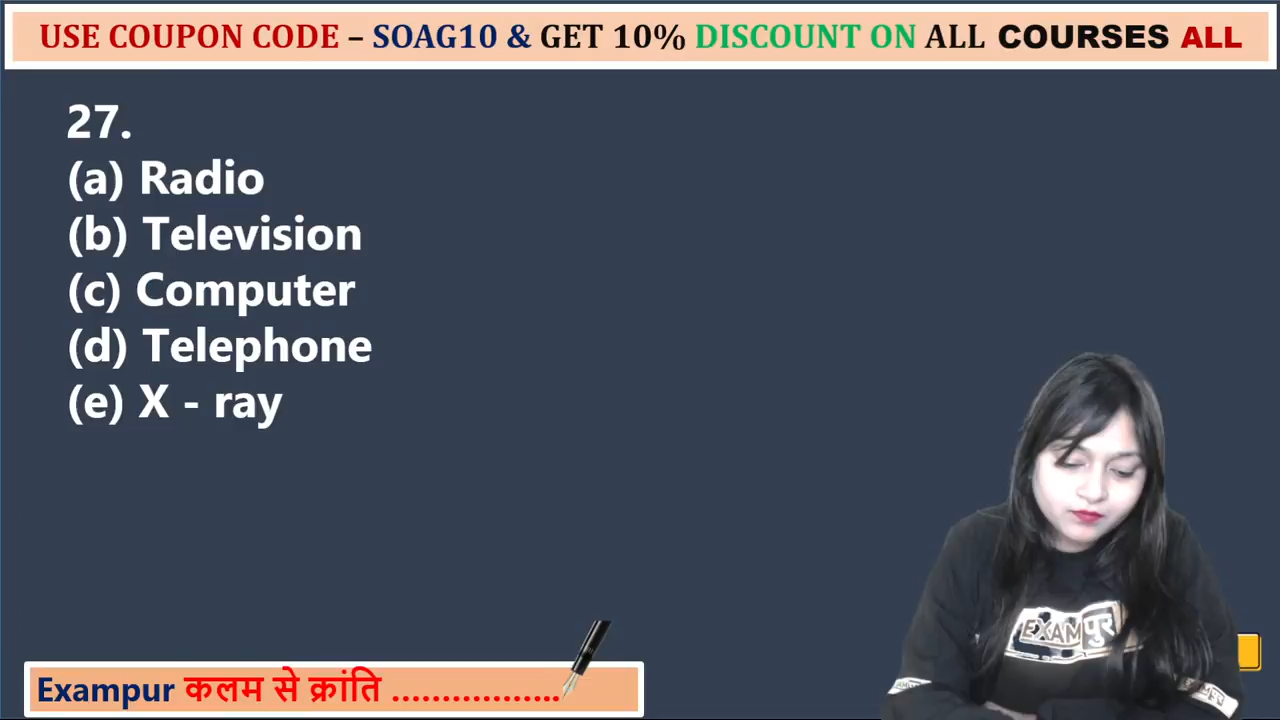 USE COUPON CODE – SOAG10 & GET 10% DISCOUNT ON ALL COURSES ALL
27.
(a) Radio
(b) Television
(c) Computer
(d) Telephone
(e) X - ray
EXAMपुर
Exampur कलम से क्रांति .................